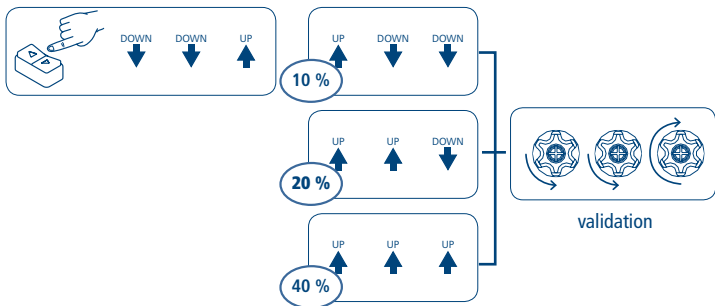 DOWN DOWN UP
UP DOWN DOWN
10 %
UP UP DOWN
20 %
validation
UP UP UP
40 %